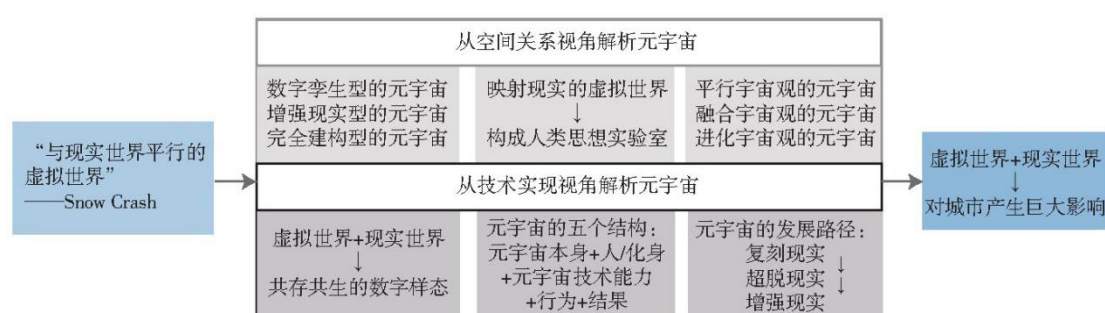 从空间关系视角解析元宇宙
数字孪生型的元宇宙
增强现实型的元宇宙
完全建构型的元宇宙
映射现实的虚拟世界
↓
构成人类思想实验室
平行宇宙观的元宇宙
融合宇宙观的元宇宙
进化宇宙观的元宇宙
“与现实世界平行的
虚拟世界”
——Snow Crash
从技术实现视角解析元宇宙
虚拟世界+现实世界
↓
共存共生的数字样态
元宇宙的五个结构：
元宇宙本身+人/化身
+元宇宙技术能力
+行为+结果
元宇宙的发展路径：
复刻现实
↓
超脱现实
↓
增强现实
虚拟世界+现实世界
↓
对城市产生巨大影响